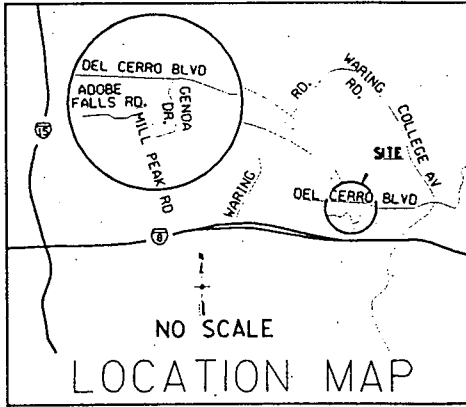 DEL CERRO BLVD
ADOBE
FALLS RD.
GENOA
DR.
MILL PEAK RD
15
WARING
RD.
WARING
RD.
COLLEGE AV
SITE
DEL CERRO BLVD
8
NO SCALE
LOCATION MAP